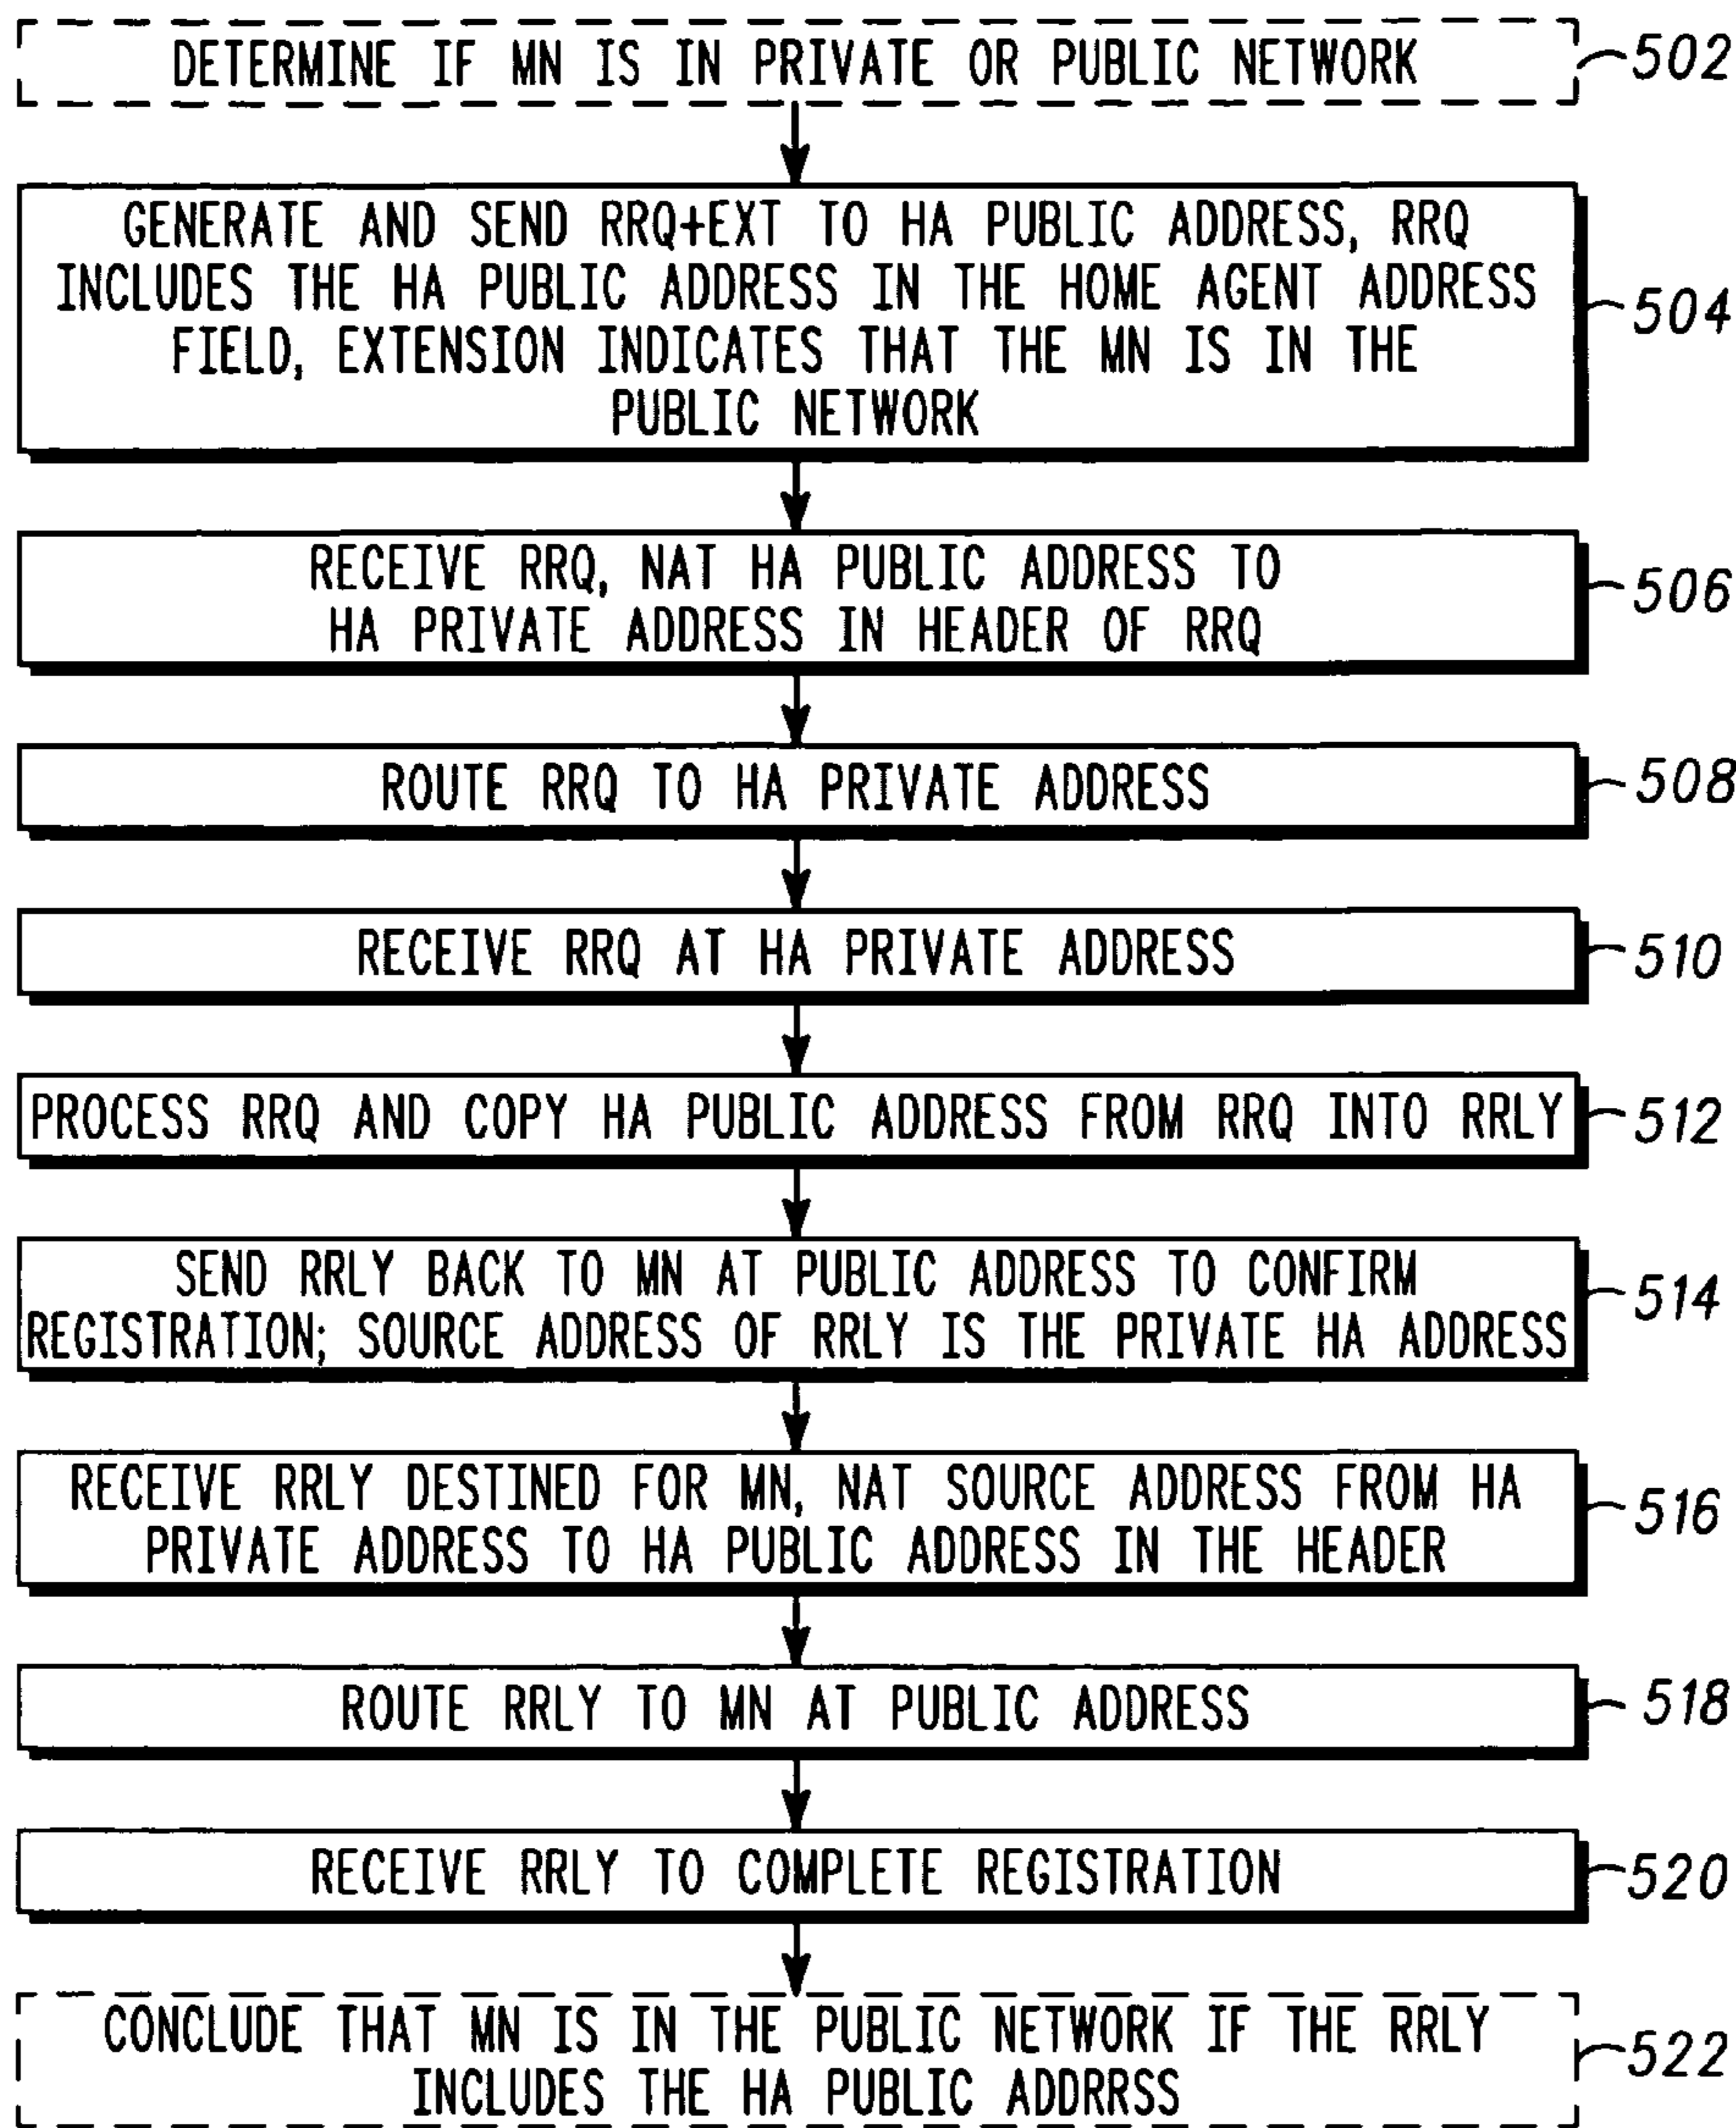 DETERMINE IF MN IS IN PRIVATE OR PUBLIC NETWORK
502
GENERATE AND SEND RRQ+EXT TO HA PUBLIC ADDRESS, RRQ
INCLUDES THE HA PUBLIC ADDRESS IN THE HOME AGENT ADDRESS
FIELD, EXTENSION INDICATES THAT THE MN IS IN THE
PUBLIC NETWORK
504
RECEIVE RRQ, NAT HA PUBLIC ADDRESS TO
HA PRIVATE ADDRESS IN HEADER OF RRQ
506
ROUTE RRQ TO HA PRIVATE ADDRESS
508
RECEIVE RRQ AT HA PRIVATE ADDRESS
510
PROCESS RRQ AND COPY HA PUBLIC ADDRESS FROM RRQ INTO RRLY
512
SEND RRLY BACK TO MN AT PUBLIC ADDRESS TO CONFIRM
REGISTRATION; SOURCE ADDRESS OF RRLY IS THE PRIVATE HA ADDRESS
514
RECEIVE RRLY DESTINED FOR MN, NAT SOURCE ADDRESS FROM HA
PRIVATE ADDRESS TO HA PUBLIC ADDRESS IN THE HEADER
516
ROUTE RRLY TO MN AT PUBLIC ADDRESS
518
RECEIVE RRLY TO COMPLETE REGISTRATION
520
CONCLUDE THAT MN IS IN THE PUBLIC NETWORK IF THE RRLY
INCLUDES THE HA PUBLIC ADDRRSS
522